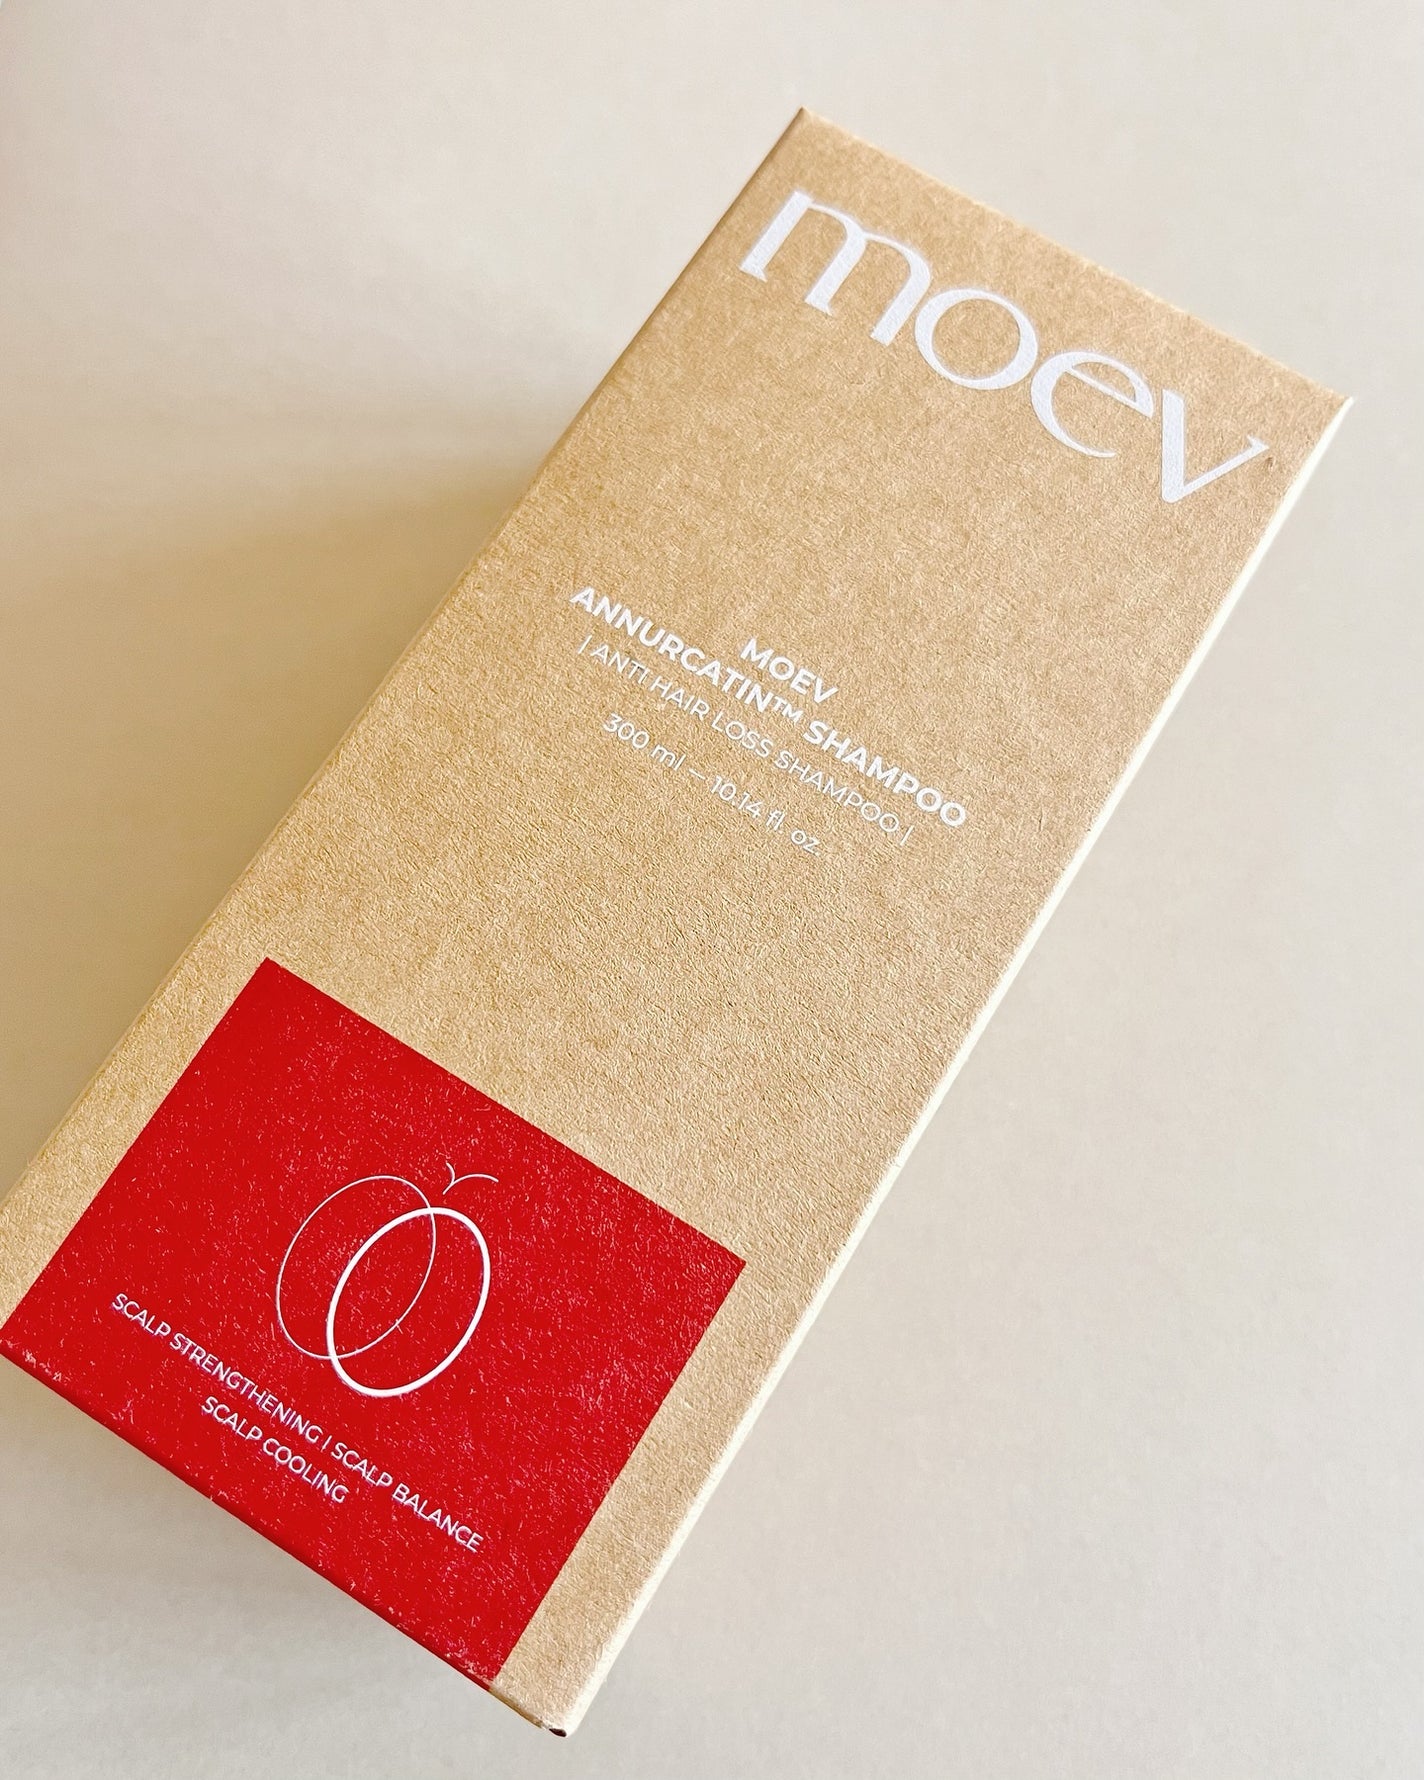 moev
MOEV
ANNURCATIN™ SHAMPOO
| ANTI HAIR LOSS SHAMPOO |
300 ml – 10.14 fl. oz.
SCALP STRENGTHENING | SCALP BALANCE
SCALP COOLING